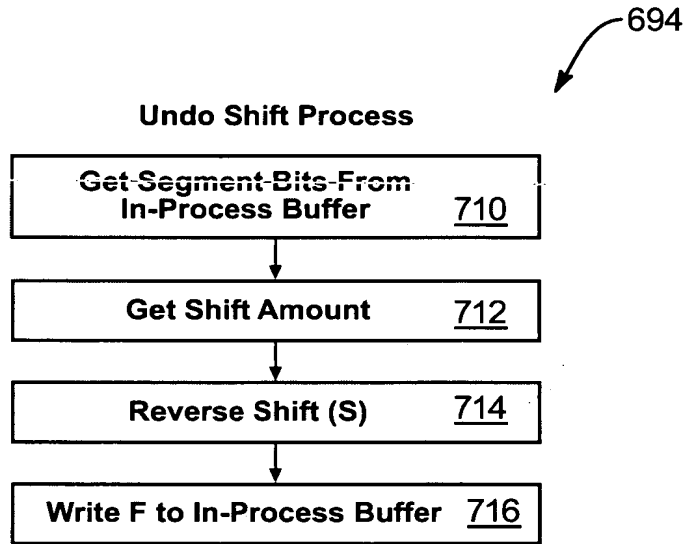 694
Undo Shift Process
Get Segment Bits From
In-Process Buffer 710
Get Shift Amount 712
Reverse Shift (S) 714
Write F to In-Process Buffer 716